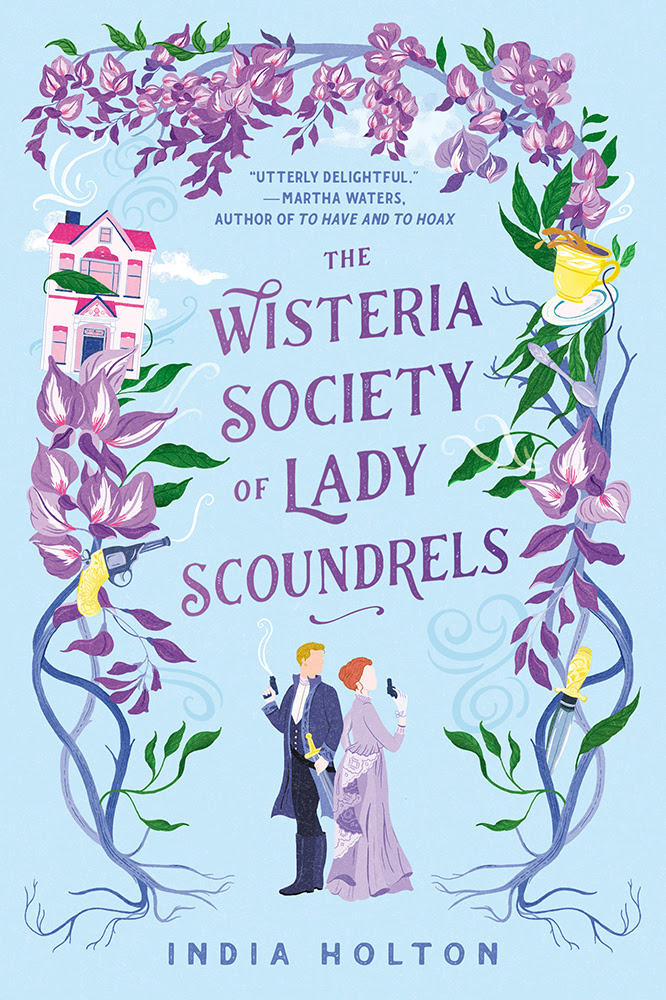 “UTTERLY DELIGHTFUL.”
—MARTHA WATERS,
AUTHOR OF TO HAVE AND TO HOAX
THE
WISTERIA
SOCIETY
OF LADY
SCOUNDRELS
INDIA HOLTON